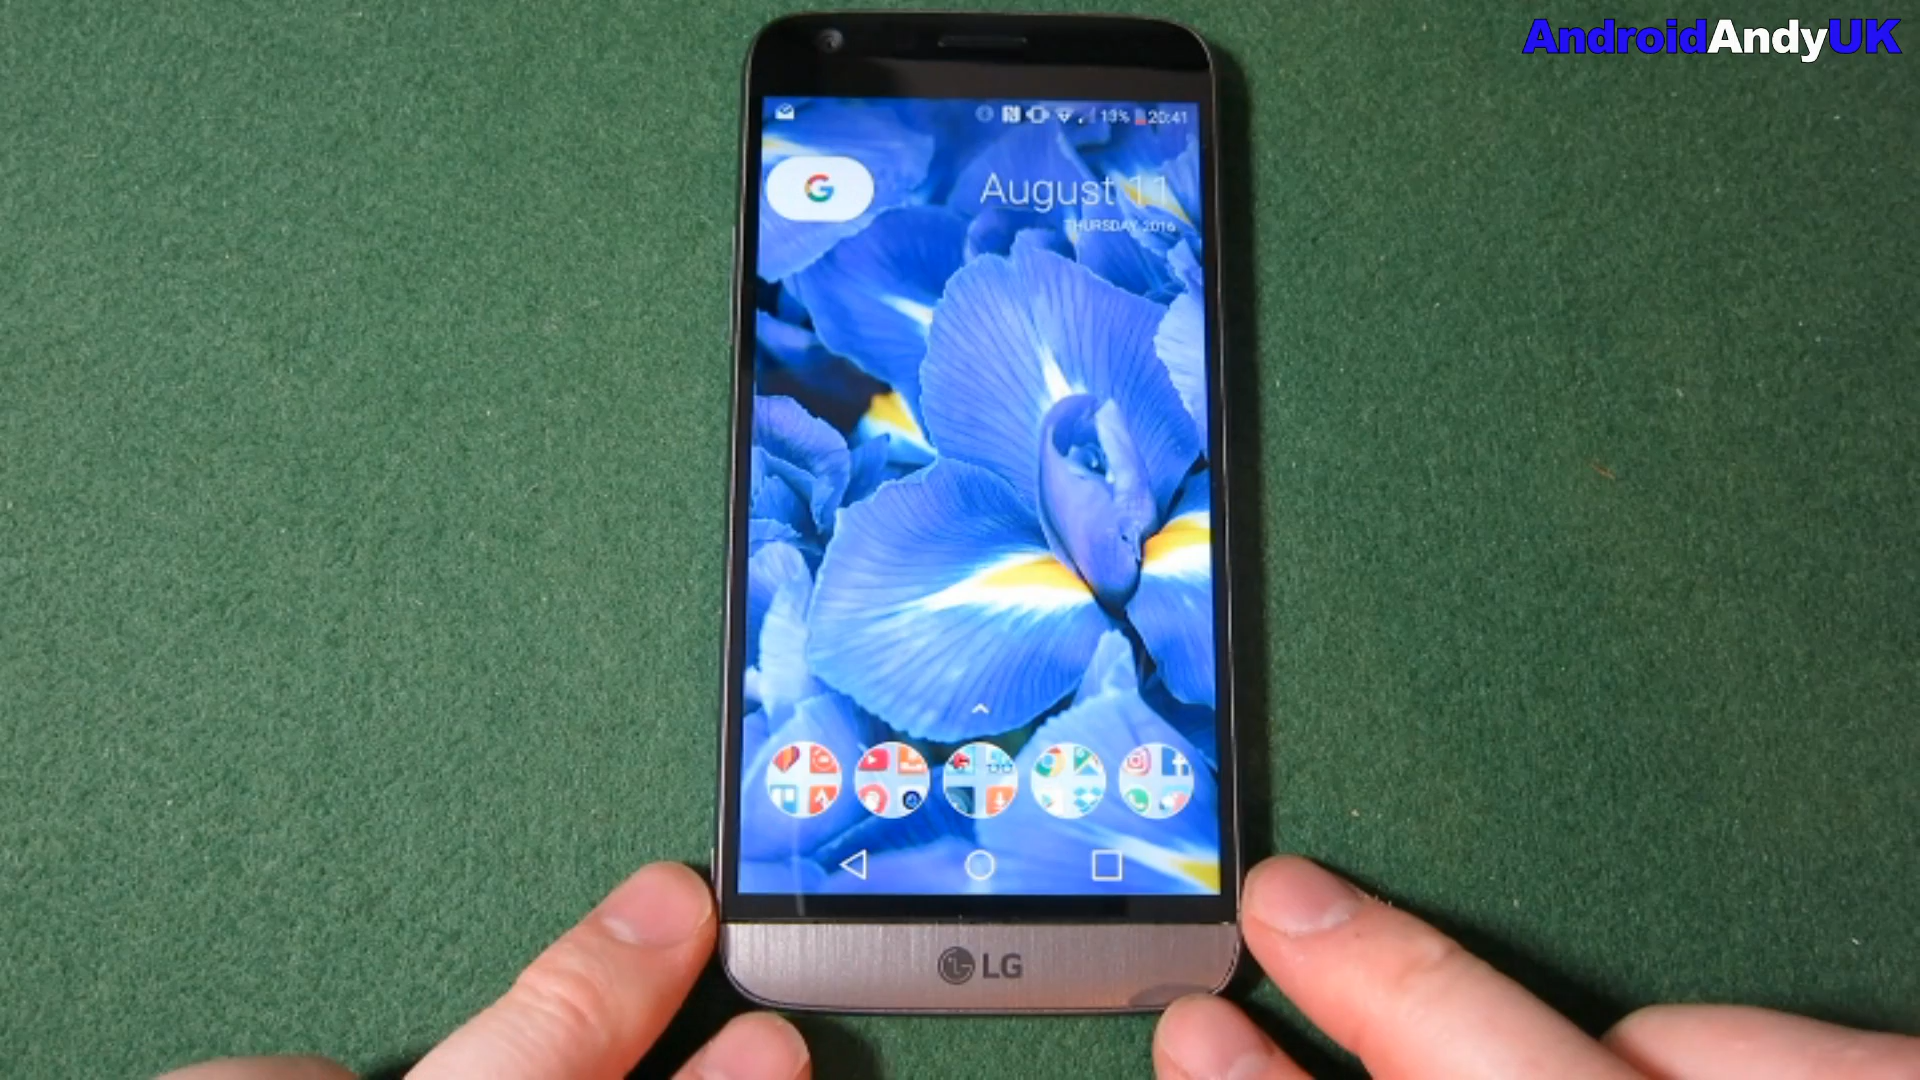 AndroidAndyUK
13% 20:41
G
August 11
THURSDAY, 2016
LG